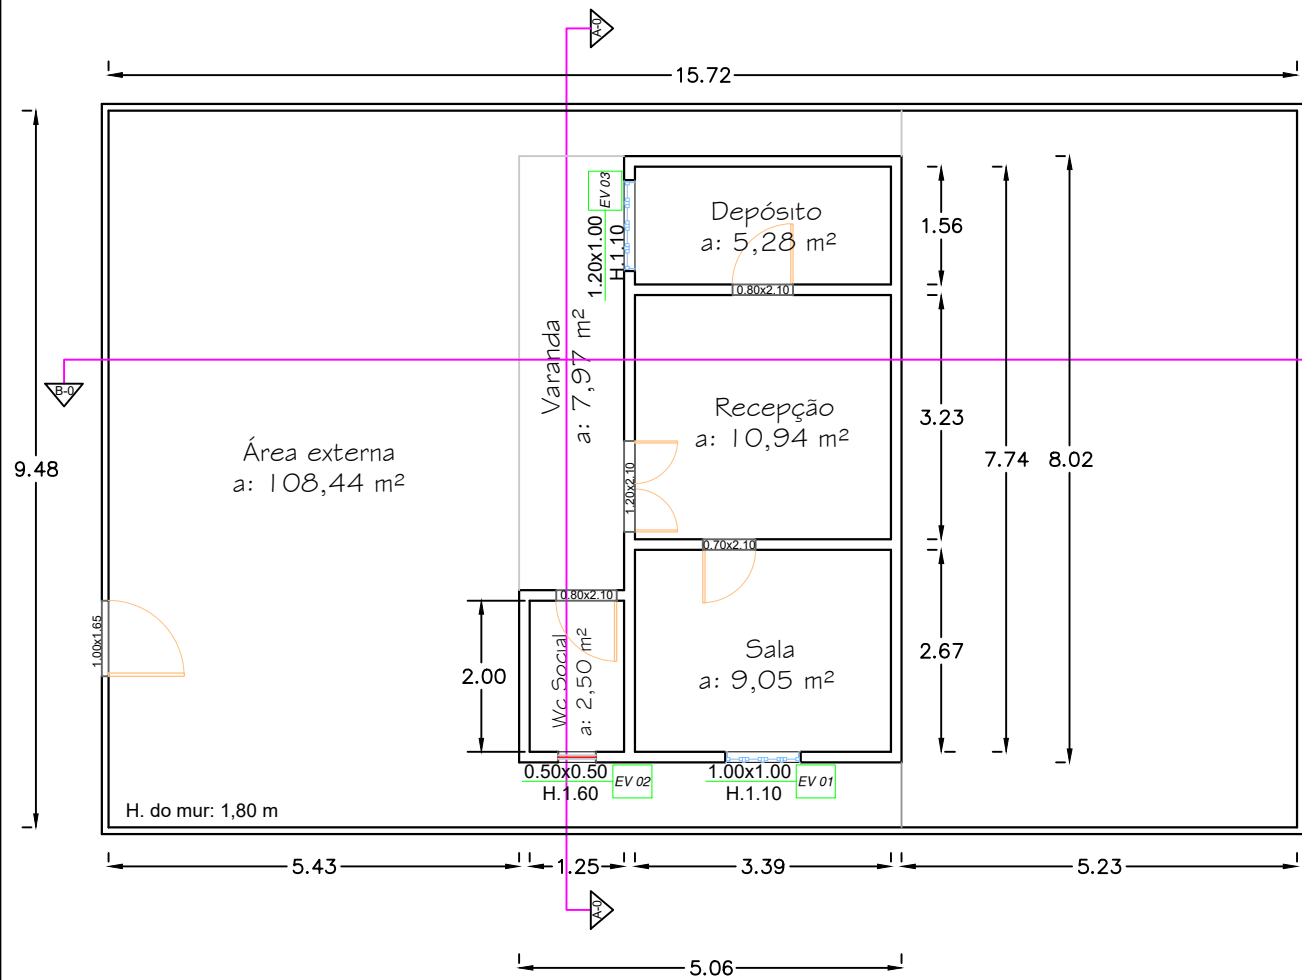 A-0
15.72
EV 03
1.20x1.00
H.1.10
Depósito
a: 5,28 m²
0.80x2.10
1.56
Varanda
a: 7,97 m²
B-0
Recepção
a: 10,94 m²
3.23
Área externa
a: 108,44 m²
9.48
7.74
8.02
1.20x2.10
0.70x2.10
0.80x2.10
1.00x1.65
2.00
Wc Social
a: 2,50 m²
Sala
a: 9,05 m²
2.67
0.50x0.50
H.1.60
EV 02
1.00x1.00
H.1.10
EV 01
H. do mur: 1,80 m
5.43
1.25
3.39
5.23
A-0
5.06